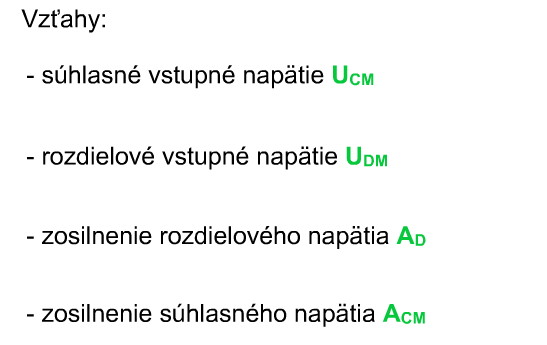 Vzťahy:
- súhlasné vstupné napätie UCM
- rozdielové vstupné napätie UDM
- zosilnenie rozdielového napätia AD
- zosilnenie súhlasného napätia ACM